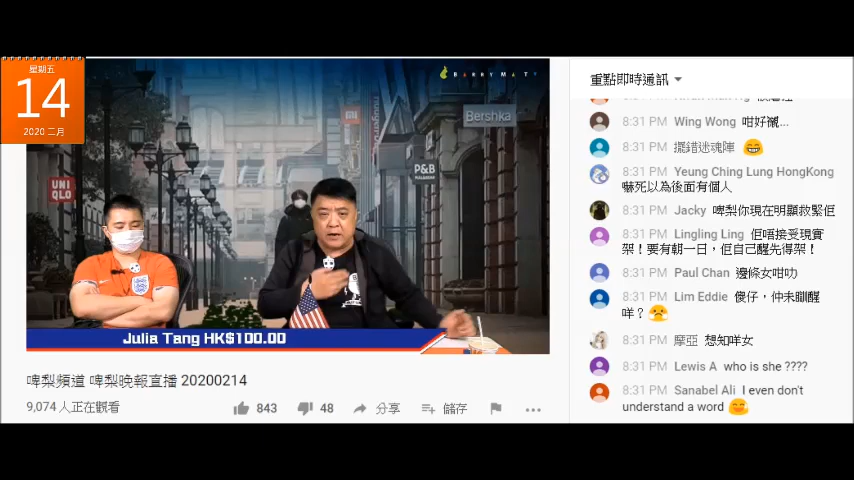 星期五
14
2020 二月
BARRYMATT
mi
Bershka
P&B
UNI
QLO
Julia Tang HK$100.00
啤梨頻道 啤梨晚報直播 20200214
9,074 人正在觀看
843
48
分享
儲存
重點即時通訊
8:31 PM Wing Wong 咁好襯...
8:31 PM 擺錯迷魂陣 😂
8:31 PM Yeung Ching Lung HongKong
嚇死以為後面有個人
8:31 PM Jacky 啤梨你現在明顯救緊佢
8:31 PM Lingling Ling 佢唔接受現實
架！要有朝一日，佢自己醒先得架！
8:31 PM Paul Chan 邊條女咁叻
8:31 PM Lim Eddie 傻仔，仲未瞓醒
咩？😤
8:31 PM 摩亞 想知咩女
8:31 PM Lewis A who is she ????
8:31 PM Sanabel Ali I even don't
understand a word 🤗